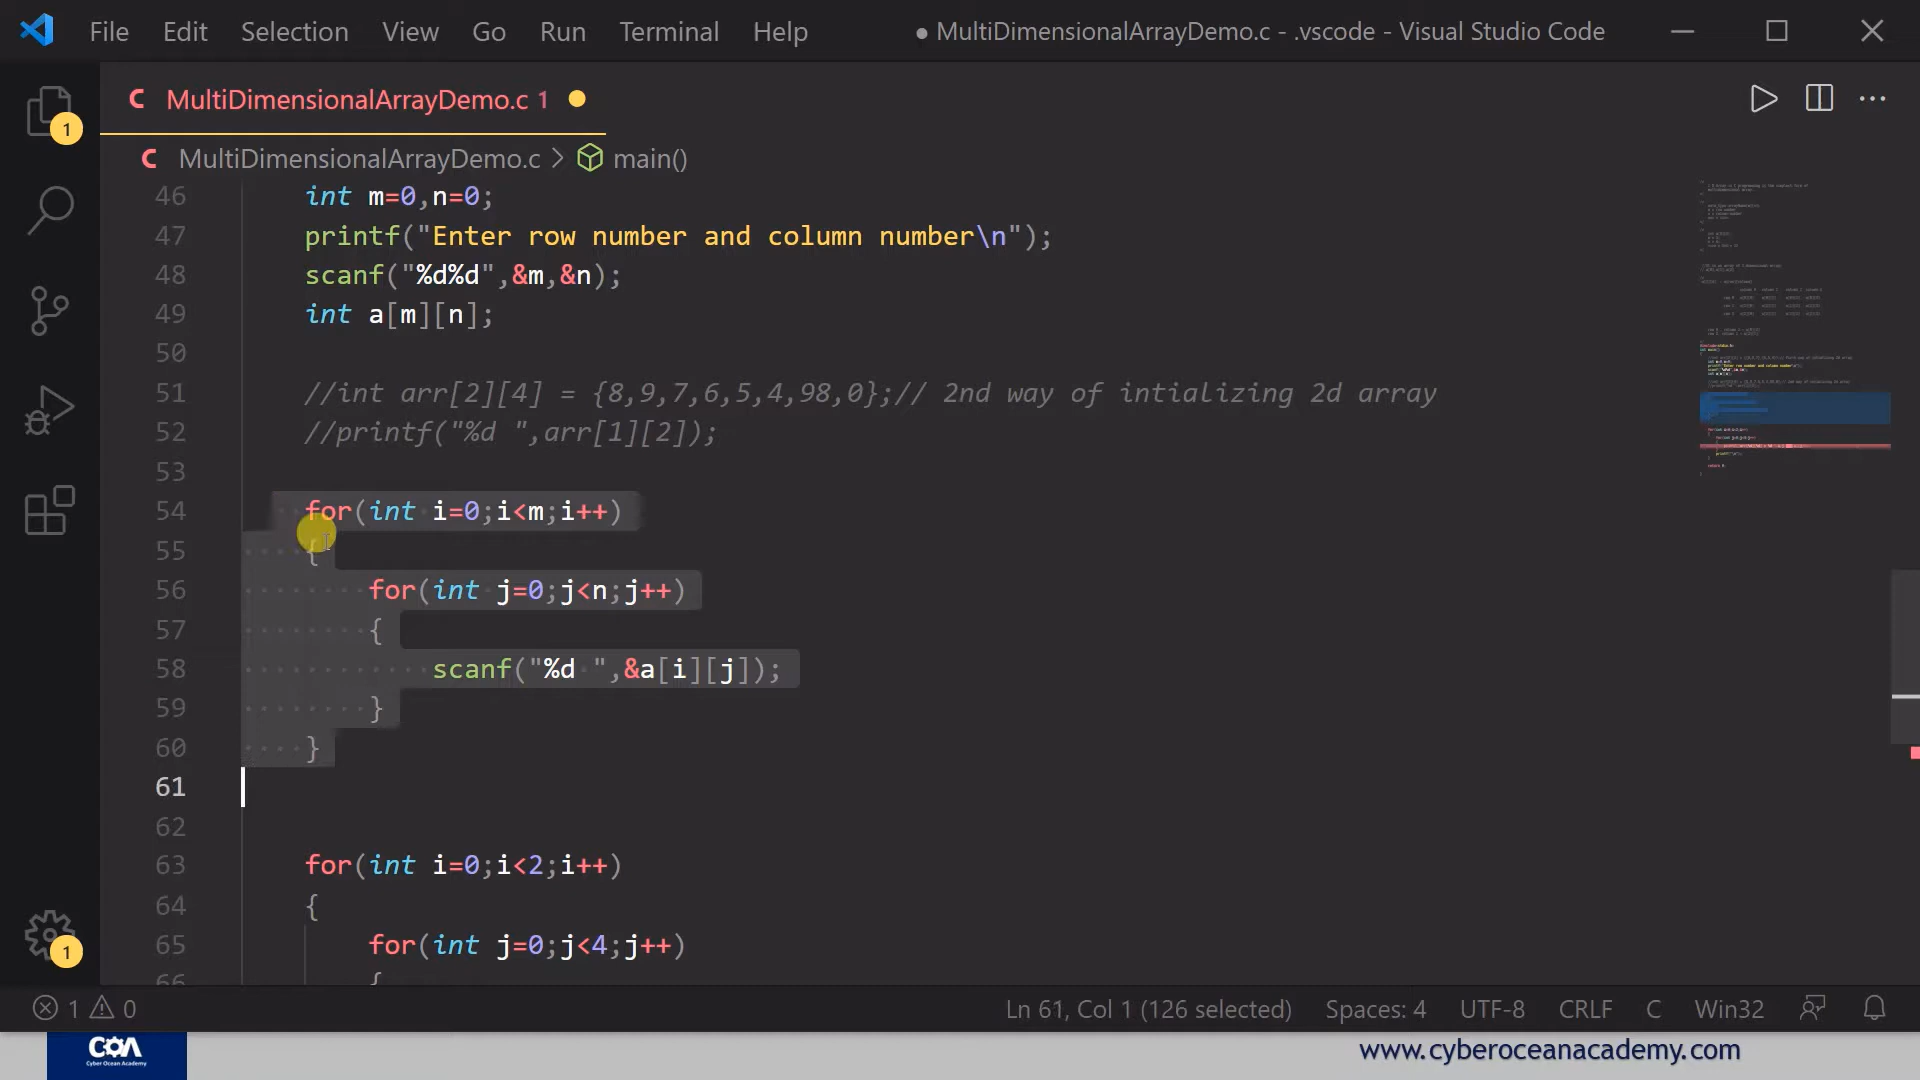 File Edit Selection View Go Run Terminal Help ● MultiDimensionalArrayDemo.c - .vscode - Visual Studio Code
C MultiDimensionalArrayDemo.c 1
1
C MultiDimensionalArrayDemo.c > main()
46 int m=0,n=0;
47 printf("Enter row number and column number\n");
48 scanf("%d%d",&m,&n);
49 int a[m][n];
50
51 //int arr[2][4] = {8,9,7,6,5,4,98,0};// 2nd way of intializing 2d array
52 //printf("%d ",arr[1][2]);
53
54 for(int i=0;i<m;i++)
55 {
56 for(int j=0;j<n;j++)
57 {
58 scanf("%d ",&a[i][j]);
59 }
60 }
61
62
63 for(int i=0;i<2;i++)
64 {
65 for(int j=0;j<4;j++)
66 {
1
1 0 Ln 61, Col 1 (126 selected) Spaces: 4 UTF-8 CRLF C Win32
COA
Cyber Ocean Academy
www.cyberoceanacademy.com